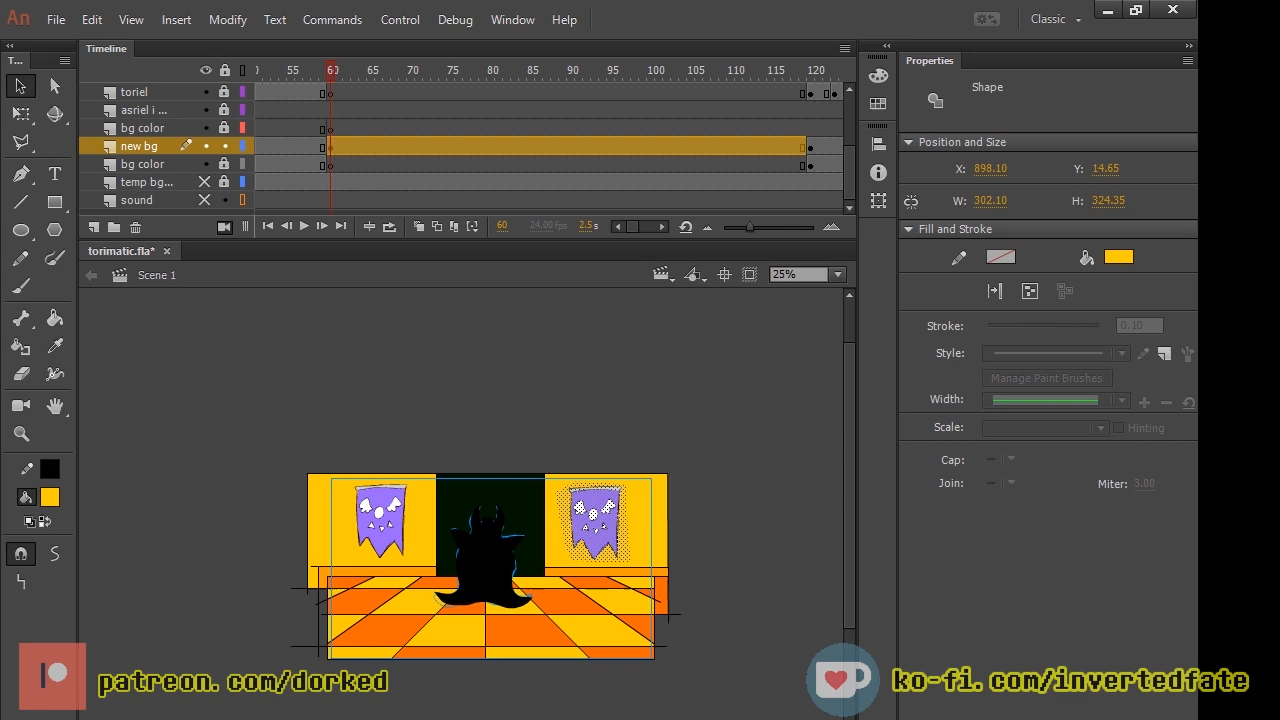 An File Edit View Insert Modify Text Commands Control Debug Window Help Classic
T... Timeline Properties
55 60 65 70 75 80 85 90 95 100 105 110 115 120
Shape
toriel
asriel i ...
bg color
new bg
bg color
temp bg...
sound
60 24.00 fps 2.5 s
torimatic.fla*
Scene 1 25%
Position and Size
X: 898.10 Y: 14.65
W: 302.10 H: 324.35
Fill and Stroke
Stroke: 0.10
Style:
Manage Paint Brushes
Width:
Scale: Hinting
Cap:
Join: Miter: 3.00
patreon.com/dorked
ko-fi.com/invertedfate